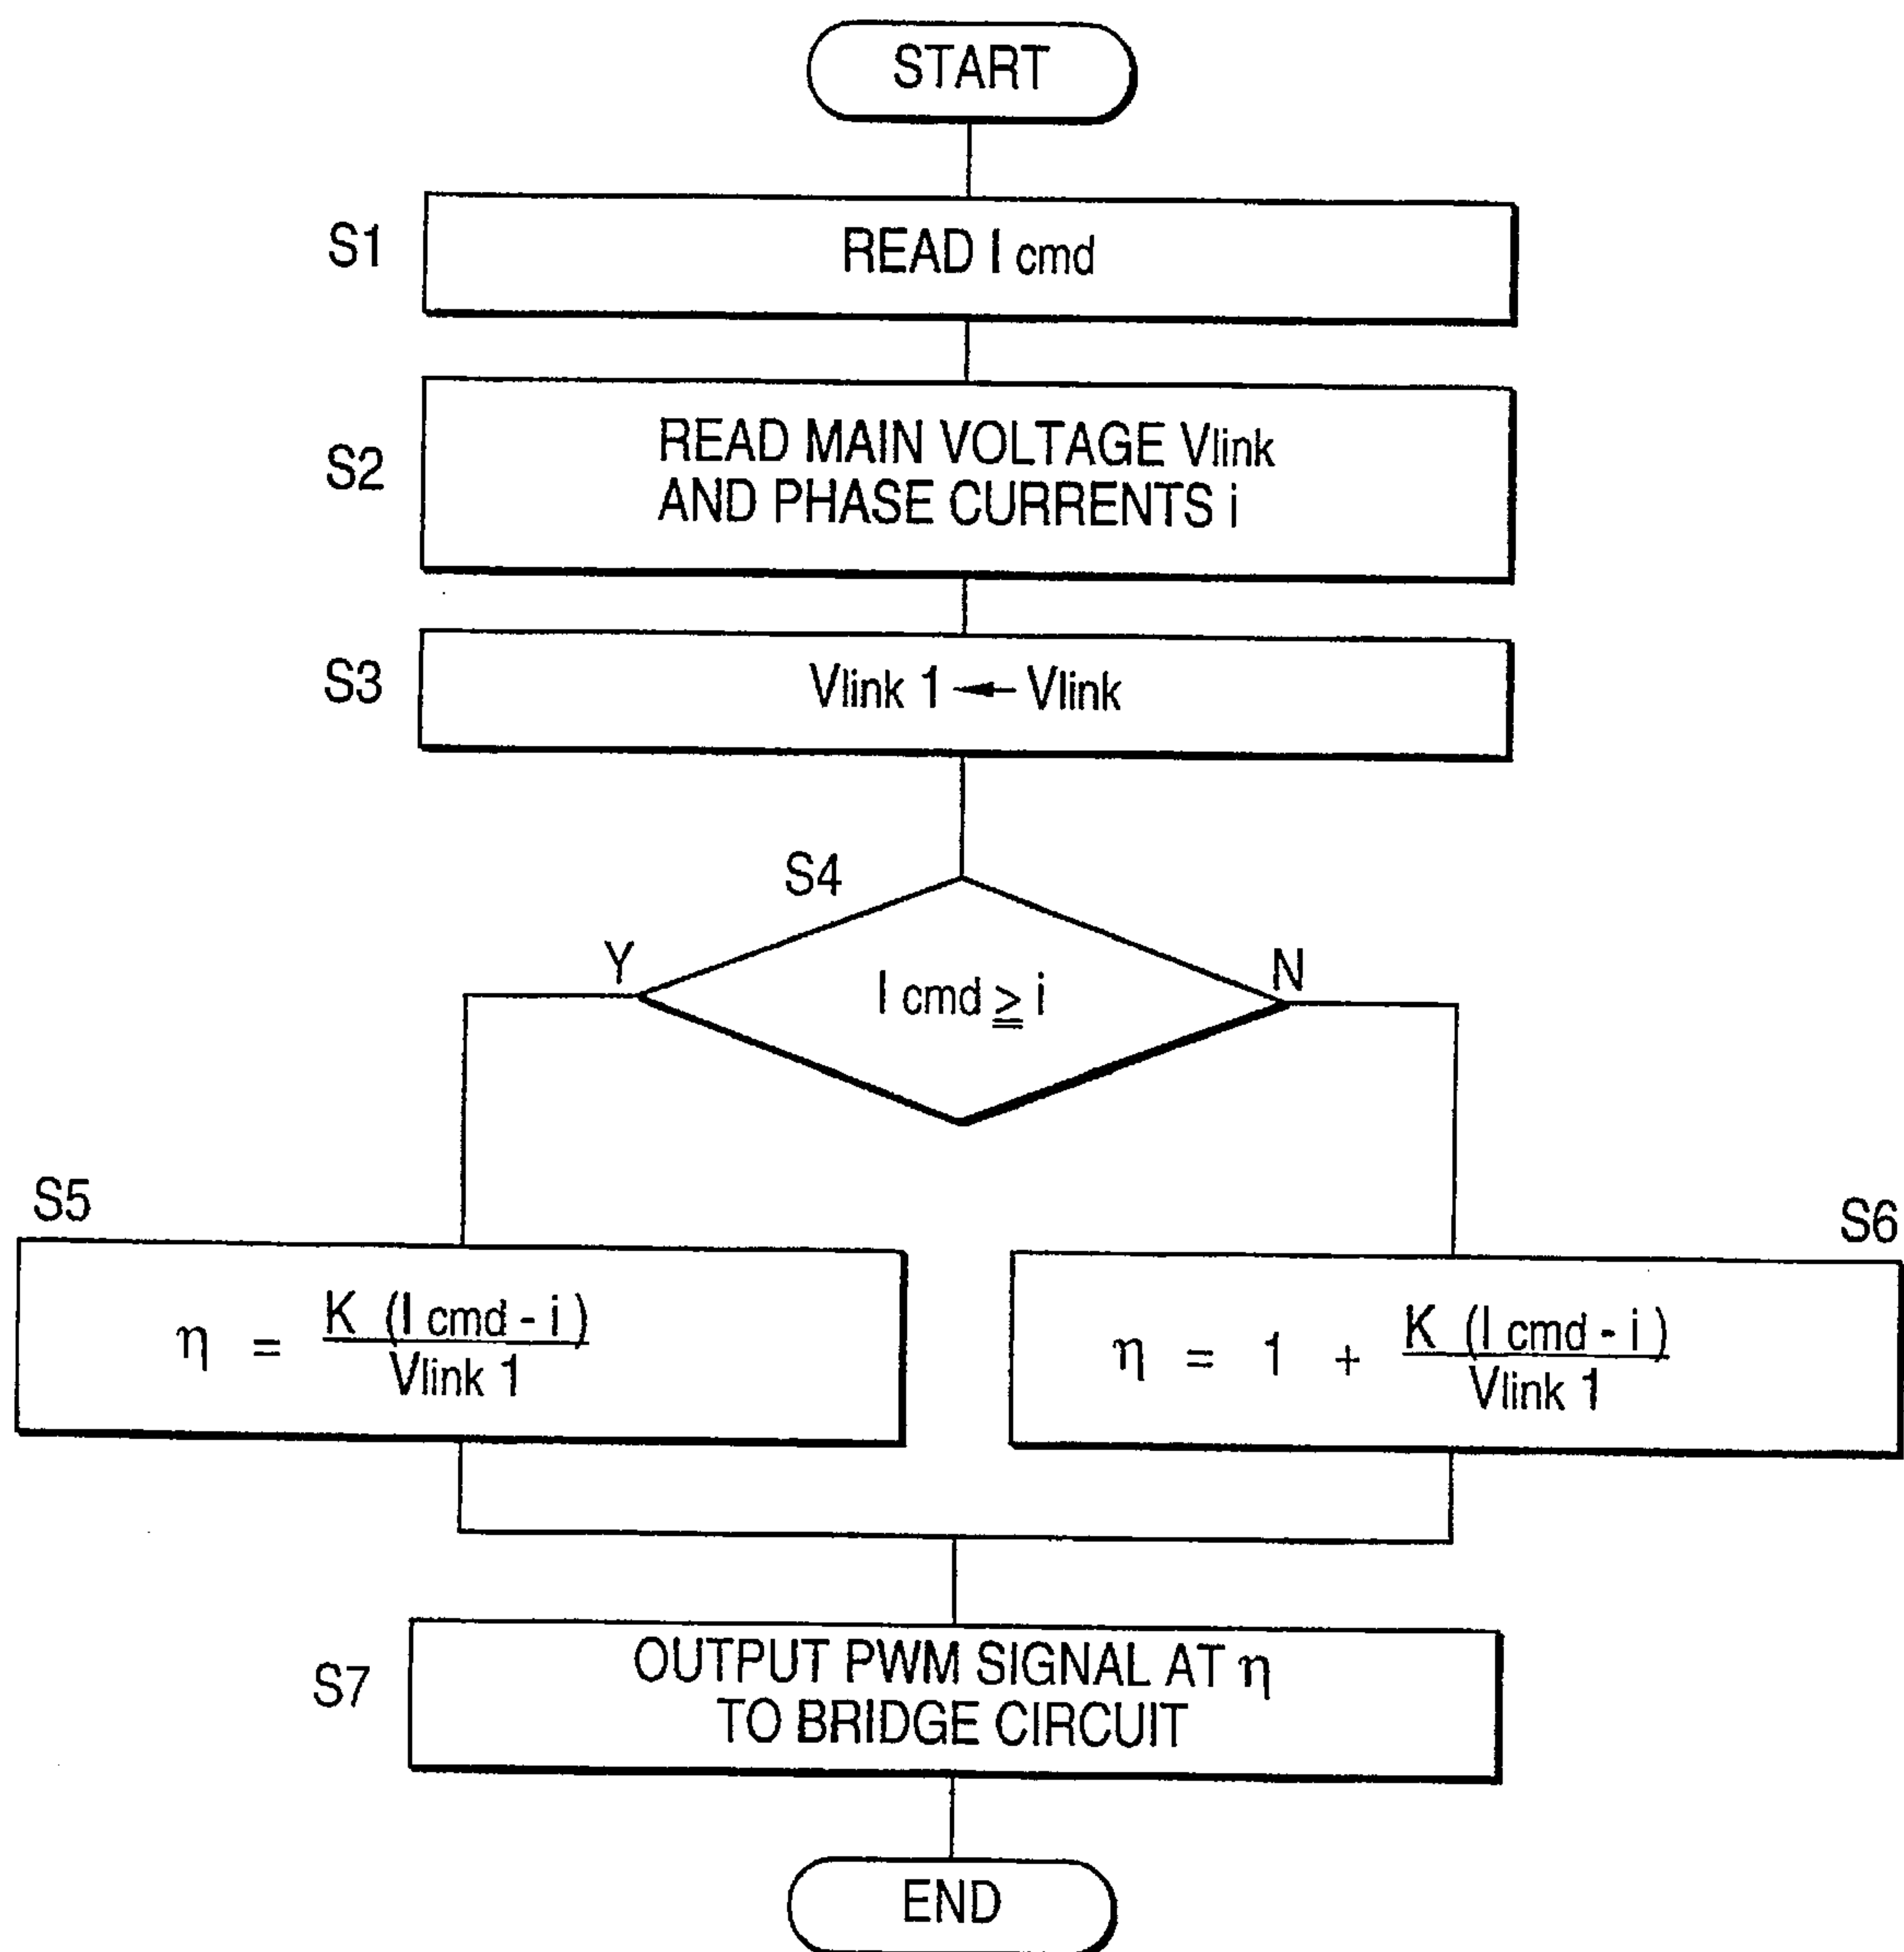 START
S1
READ I cmd
S2
READ MAIN VOLTAGE Vlink
AND PHASE CURRENTS i
S3
Vlink 1 ← Vlink
S4
Y
I cmd ≧ i
N
S5
η = K (I cmd - i) / Vlink 1
S6
η = 1 + K (I cmd - i) / Vlink 1
S7
OUTPUT PWM SIGNAL AT η
TO BRIDGE CIRCUIT
END